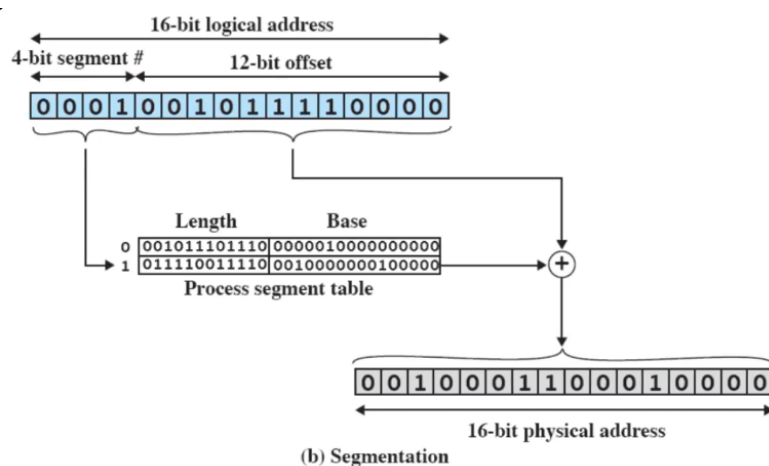 16-bit logical address
4-bit segment # 12-bit offset
0 0 0 1 0 0 1 0 1 1 1 1 0 0 0 0
Length Base
0 001011101110 0000010000000000
1 011110011110 0010000000100000
Process segment table
+
0 0 1 0 0 0 1 1 0 0 0 1 0 0 0 0
16-bit physical address
(b) Segmentation